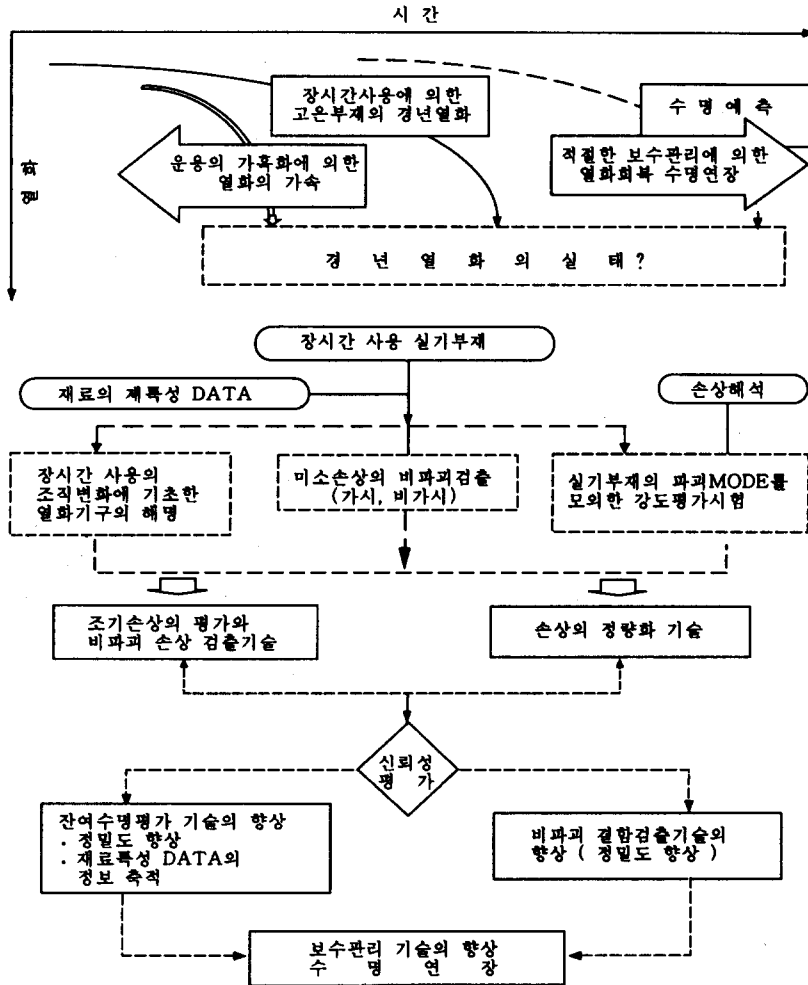 시 간
열 화
장시간사용에 의한
고온부재의 경년열화
수 명 예 측
운용의 가혹화에 의한
열화의 가속
적절한 보수관리에 의한
열화회복 수명연장
경 년 열 화 의 실 태?
장시간 사용 실기부재
재료의 제특성 DATA
손상해석
장시간 사용의
조직변화에 기초한
열화기구의 해명
미소손상의 비파괴검출
(가시, 비가시)
실기부재의 파괴MODE를
모의한 강도평가시험
조기손상의 평가와
비파괴 손상 검출기술
손상의 정량화 기술
신뢰성
평 가
잔여수명평가 기술의 향상
. 정밀도 향상
. 재료특성 DATA의
정보 축적
비파괴 결함검출기술의
향상 ( 정밀도 향상 )
보수관리 기술의 향상
수 명 연 장